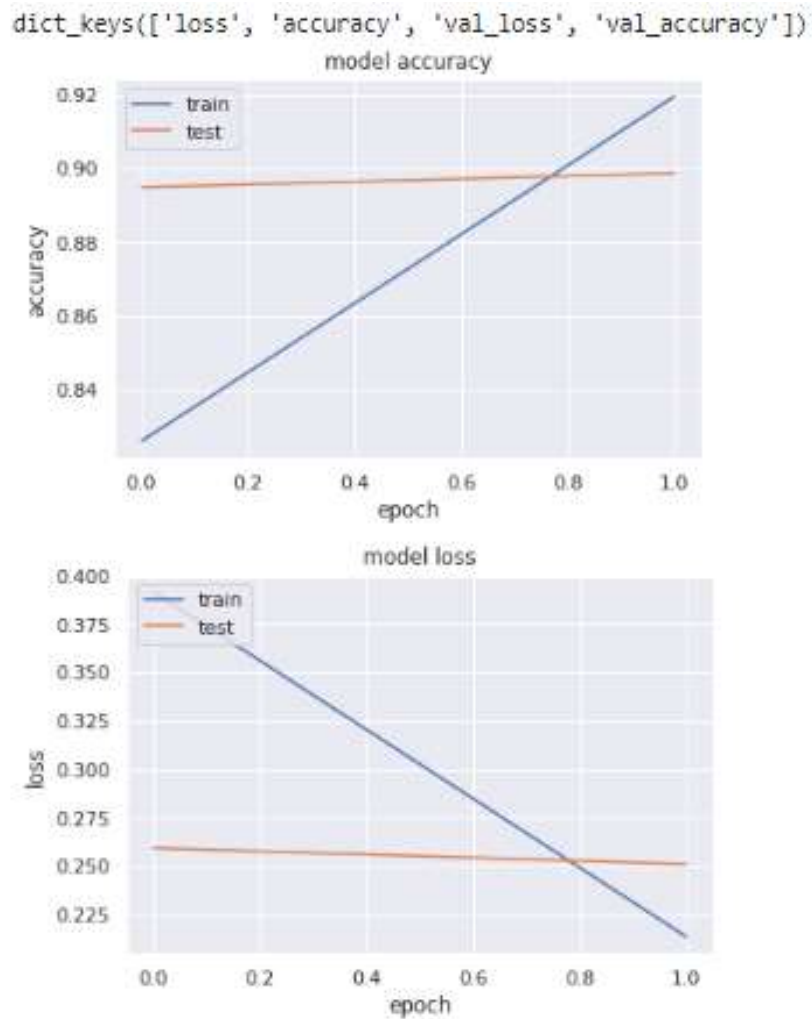 dict_keys(['loss', 'accuracy', 'val_loss', 'val_accuracy'])
model accuracy
train
test
0.92
0.90
0.88
0.86
0.84
accuracy
0.0 0.2 0.4 0.6 0.8 1.0
epoch
model loss
train
test
0.400
0.375
0.350
0.325
0.300
0.275
0.250
0.225
loss
0.0 0.2 0.4 0.6 0.8 1.0
epoch